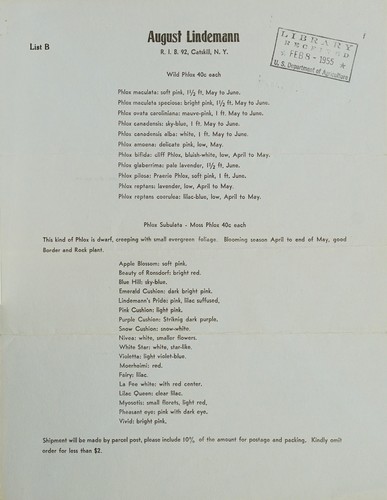 August Lindemann
R. 1. B. 92, Catskill, N. Y.
List B
LIBRARY
RECEIVED
★ FEB 8 - 1955 ★
U. S. Department of Agriculture
Wild Phlox 40c each
Phlox maculata: soft pink, 1½ ft, May to June.
Phlox maculata speciosa: bright pink, 1½ ft, May to June.
Phlox ovata caroliniana: mauve-pink, 1 ft. May to June.
Phlox canadensis: sky-blue, 1 ft. May to June.
Phlox canadensis alba: white, 1 ft. May to June.
Phlox amoena: delicate pink, low, May.
Phlox bifida: cliff Phlox, bluish-white, low, April to May.
Phlox glaberrima: pale lavender, 1½ ft, June.
Phlox pilosa: Praerie Phlox, soft pink, 1 ft. June.
Phlox reptans: lavender, low, April to May.
Phlox reptans coerulea: lilac-blue, low, April to May.
Phlox Subulata - Moss Phlox 40c each
This kind of Phlox is dwarf, creeping with small evergreen foliage. Blooming season April to end of May, good
Border and Rock plant.
Apple Blossom: soft pink.
Beauty of Ronsdorf: bright red.
Blue Hill: sky-blue.
Emerald Cushion: dark bright pink.
Lindemann's Pride: pink, lilac suffused,
Pink Cushion: light pink.
Purple Cushion: Striknig dark purple,
Snow Cushion: snow-white.
Nivea: white, smaller flowers.
White Star: white, star-like.
Violetta: light violet-blue.
Morrheimi: red.
Fairy: lilac.
La Fee white: with red center.
Lilac Queen: clear lilac.
Myosotis: small florets, light red,
Pheasant eye: pink with dark eye.
Vivid: bright pink,
Shipment will be made by parcel post, please include 10% of the amount for postage and packing. Kindly omit
order for less than $2.